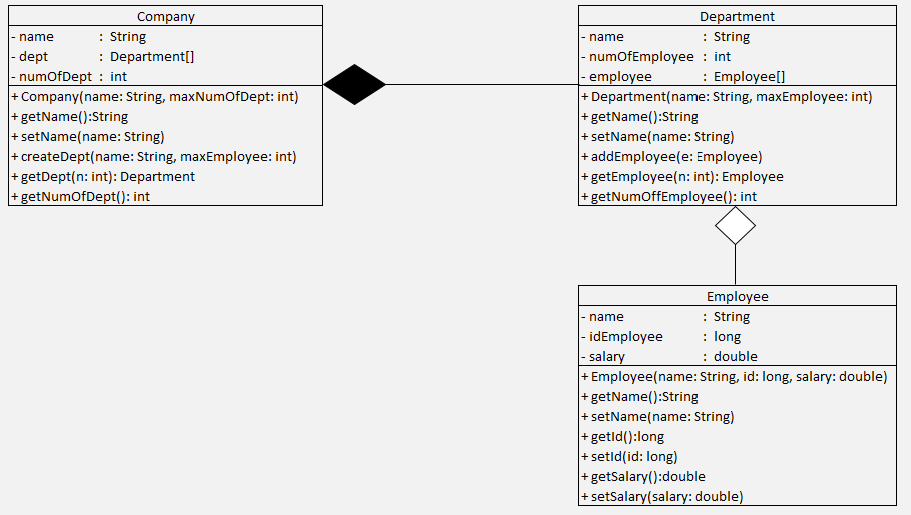 Company
- name : String
- dept : Department[]
- numOfDept : int
+ Company(name: String, maxNumOfDept: int)
+ getName():String
+ setName(name: String)
+ createDept(name: String, maxEmployee: int)
+ getDept(n: int): Department
+ getNumOfDept(): int
Department
- name : String
- numOfEmployee : int
- employee : Employee[]
+ Department(name: String, maxEmployee: int)
+ getName():String
+ setName(name: String)
+ addEmployee(e: Employee)
+ getEmployee(n: int): Employee
+ getNumOffEmployee(): int
Employee
- name : String
- idEmployee : long
- salary : double
+ Employee(name: String, id: long, salary: double)
+ getName():String
+ setName(name: String)
+ getId():long
+ setId(id: long)
+ getSalary():double
+ setSalary(salary: double)